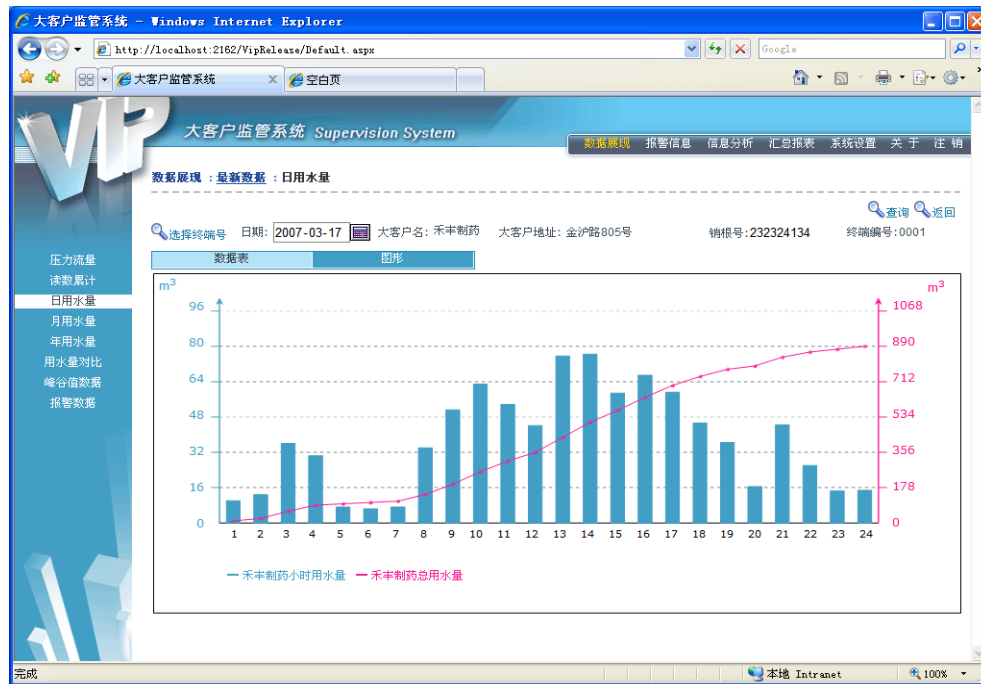 大客户监管系统 - Windows Internet Explorer
http://localhost:2162/VipRelease/Default.aspx
Google
大客户监管系统
空白页
VIP
大客户监管系统 Supervision System
数据展现 报警信息 信息分析 汇总报表 系统设置 关于 注销
数据展现 : 最新数据 : 日用水量
查询 返回
选择终端号 日期: 2007-03-17 大客户名: 禾丰制药 大客户地址: 金沪路805号 销根号: 232324134 终端编号: 0001
数据表 图形
压力流量
读数累计
日用水量
月用水量
年用水量
用水量对比
峰谷值数据
报警数据
m³ m³
96 1068
80 890
64 712
48 534
32 356
16 178
0 0
1 2 3 4 5 6 7 8 9 10 11 12 13 14 15 16 17 18 19 20 21 22 23 24
禾丰制药小时用水量 禾丰制药总用水量
完成 本地 Intranet 100%